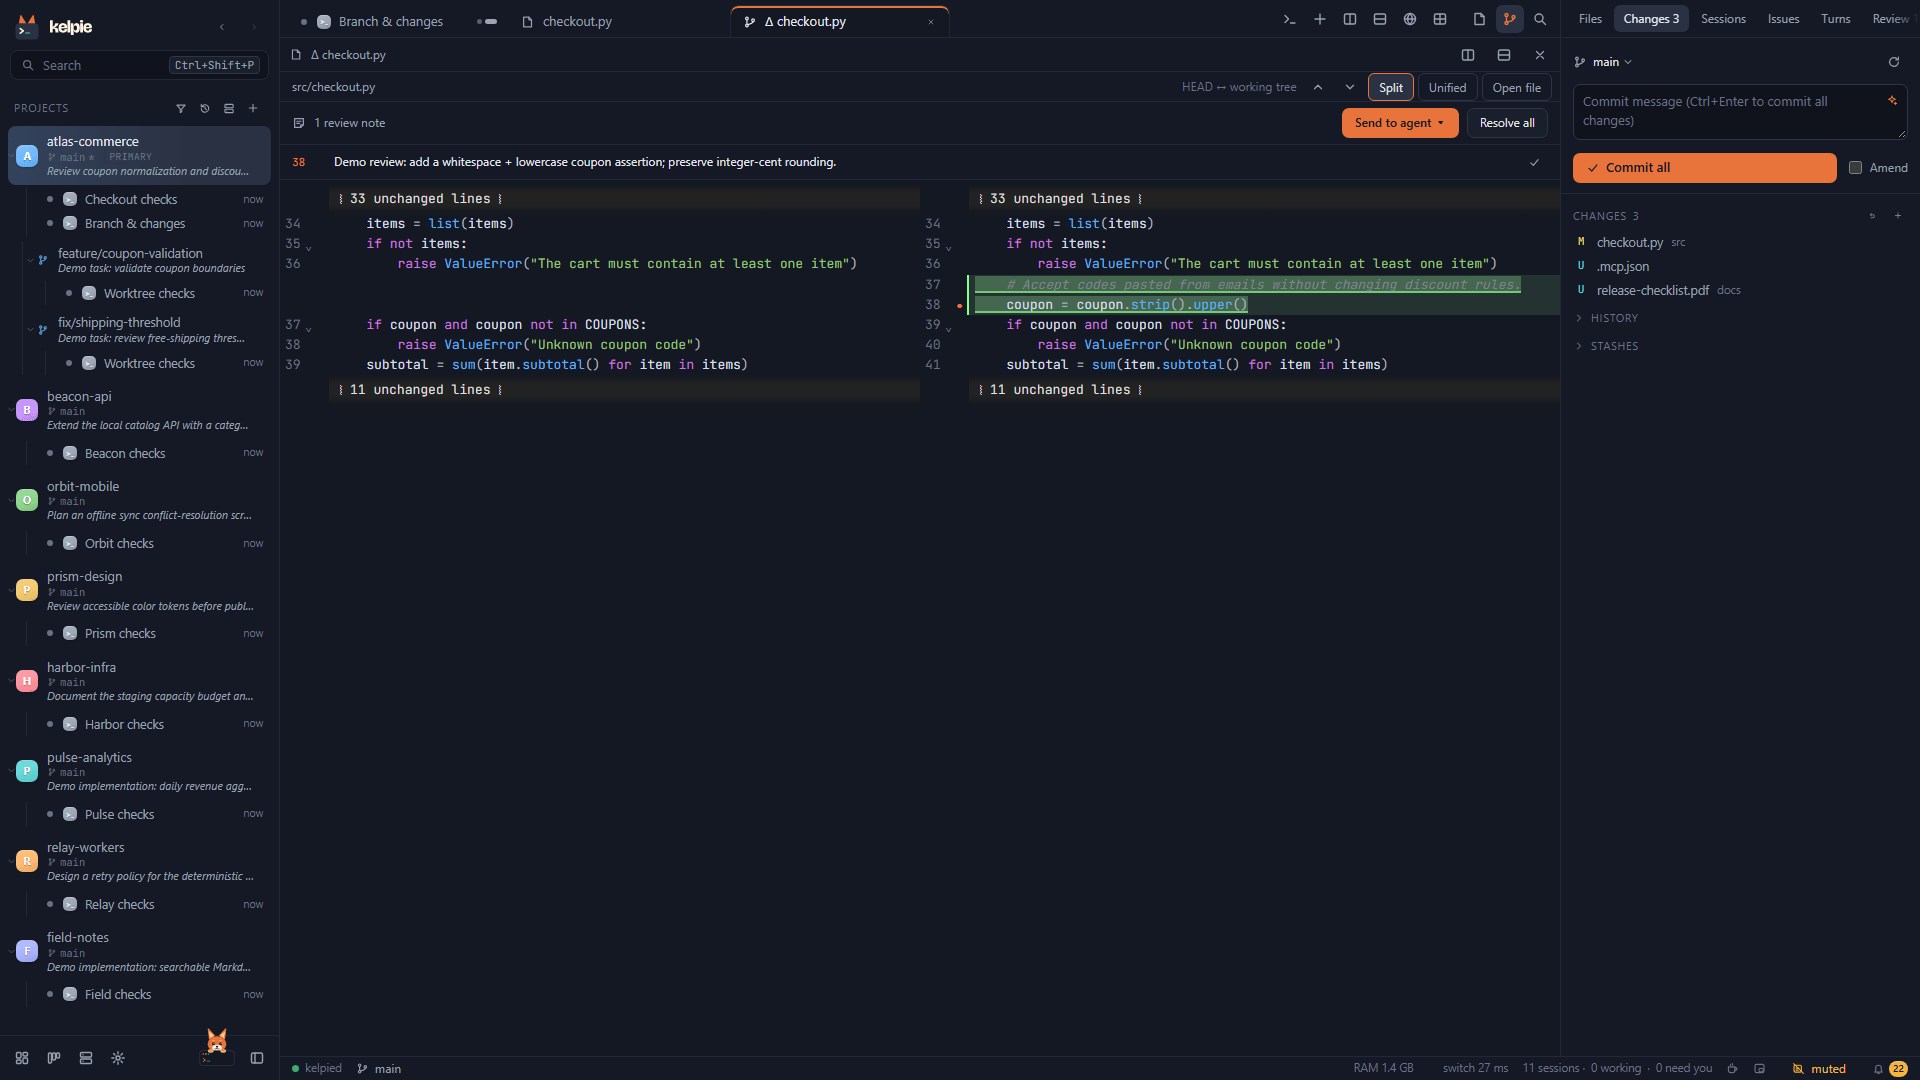 kelpie
Search Ctrl+Shift+P
PROJECTS
A atlas-commerce
main * PRIMARY
Review coupon normalization and discou...
Checkout checks now
Branch & changes now
feature/coupon-validation
Demo task: validate coupon boundaries
Worktree checks now
fix/shipping-threshold
Demo task: review free-shipping thres...
Worktree checks now
B beacon-api
main
Extend the local catalog API with a categ...
Beacon checks now
O orbit-mobile
main
Plan an offline sync conflict-resolution scr...
Orbit checks now
P prism-design
main
Review accessible color tokens before publ...
Prism checks now
H harbor-infra
main
Document the staging capacity budget an...
Harbor checks now
P pulse-analytics
main
Demo implementation: daily revenue agg...
Pulse checks now
R relay-workers
main
Design a retry policy for the deterministic ...
Relay checks now
F field-notes
main
Demo implementation: searchable Markd...
Field checks now
Branch & changes
checkout.py
Δ checkout.py ×
Δ checkout.py
src/checkout.py HEAD ↔ working tree Split Unified Open file
1 review note Send to agent Resolve all
38 Demo review: add a whitespace + lowercase coupon assertion; preserve integer-cent rounding.
33 unchanged lines
34 items = list(items)
35 if not items:
36 raise ValueError("The cart must contain at least one item")
37 if coupon and coupon not in COUPONS:
38 raise ValueError("Unknown coupon code")
39 subtotal = sum(item.subtotal() for item in items)
11 unchanged lines
33 unchanged lines
34 items = list(items)
35 if not items:
36 raise ValueError("The cart must contain at least one item")
37 # Accept codes pasted from emails without changing discount rules.
38 coupon = coupon.strip().upper()
39 if coupon and coupon not in COUPONS:
40 raise ValueError("Unknown coupon code")
41 subtotal = sum(item.subtotal() for item in items)
11 unchanged lines
Files Changes 3 Sessions Issues Turns Review
main
Commit message (Ctrl+Enter to commit all
changes)
Commit all Amend
CHANGES 3
M checkout.py src
U .mcp.json
U release-checklist.pdf docs
HISTORY
STASHES
kelpied main RAM 1.4 GB switch 27 ms 11 sessions · 0 working · 0 need you muted 22